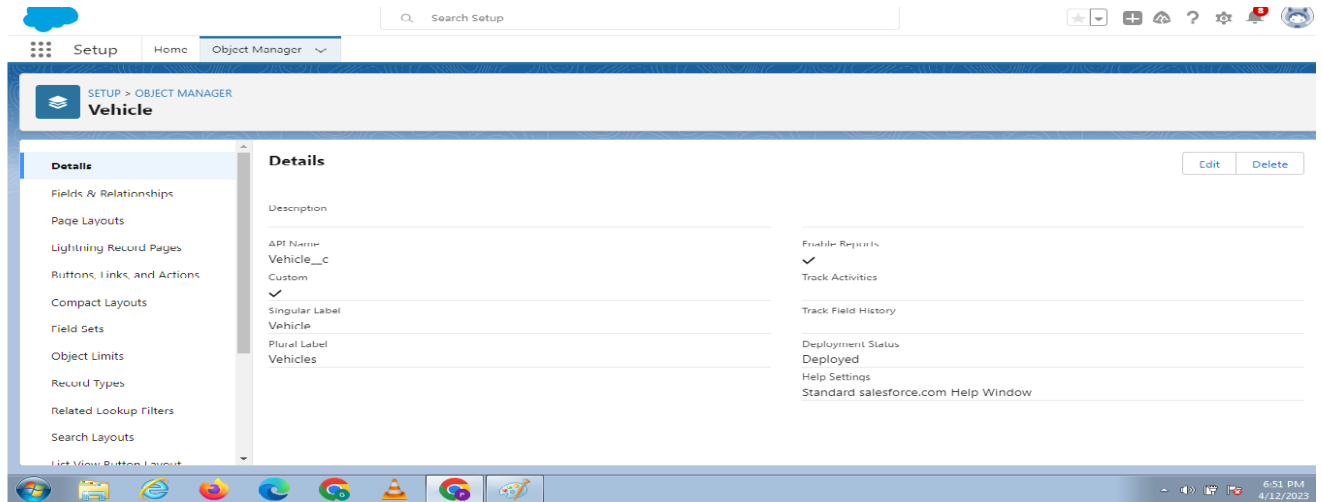 Search Setup
8
Setup
Home
Object Manager
SETUP > OBJECT MANAGER
Vehicle
Details
Fields & Relationships
Page Layouts
Lightning Record Pages
Buttons, Links, and Actions
Compact Layouts
Field Sets
Object Limits
Record Types
Related Lookup Filters
Search Layouts
List View Button Layout
Details
Edit
Delete
Description
API Name
Vehicle__c
Custom
Singular Label
Vehicle
Plural Label
Vehicles
Enable Reports
Track Activities
Track Field History
Deployment Status
Deployed
Help Settings
Standard salesforce.com Help Window
6:51 PM
4/12/2023